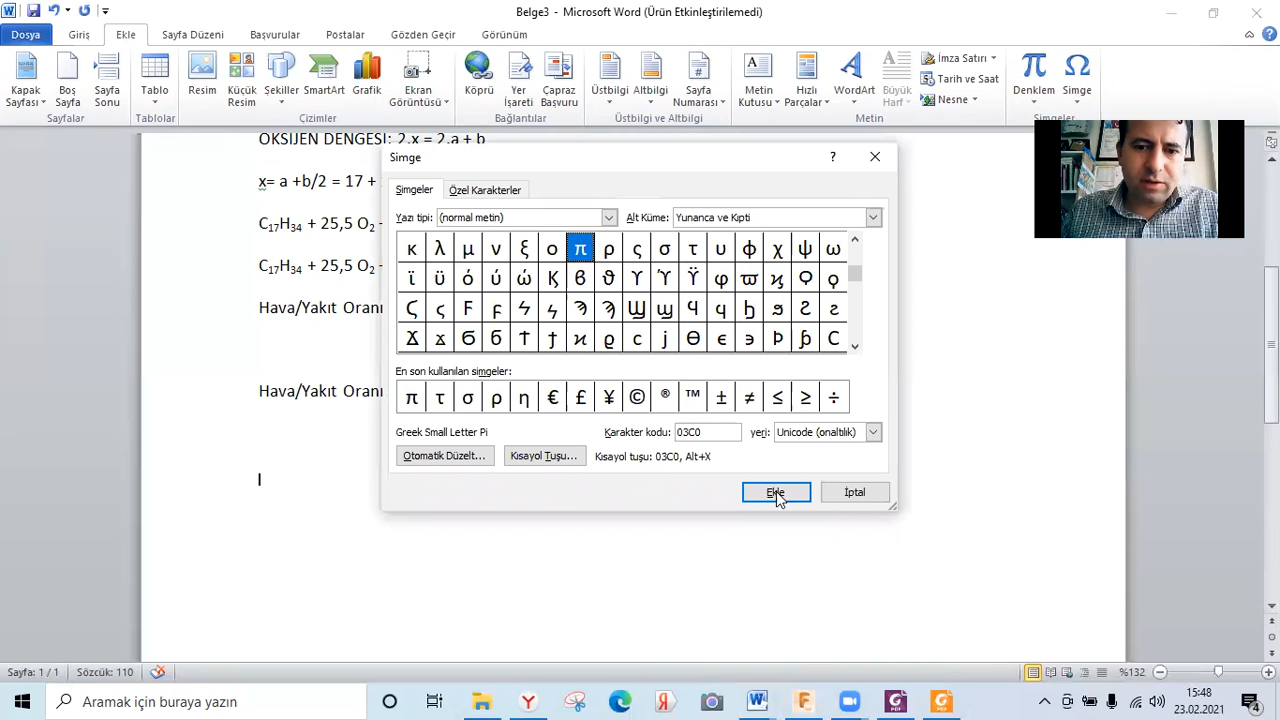 Belge3 - Microsoft Word (Ürün Etkinleştirilemedi)
Dosya Giriş Ekle Sayfa Düzeni Başvurular Postalar Gözden Geçir Görünüm
Kapak Sayfası Boş Sayfa Sayfa Sonu Tablo Resim Küçük Resim Şekiller SmartArt Grafik Ekran Görüntüsü Köprü Yer İşareti Çapraz Başvuru Üstbilgi Altbilgi Sayfa Numarası Metin Kutusu Hızlı Parçalar WordArt Büyük Harf İmza Satırı Tarih ve Saat Nesne Denklem Simge
Sayfalar Tablolar Çizimler Bağlantılar Üstbilgi ve Altbilgi Metin Simgeler
OKSIJEN DENGESİ: 2.x = 2.a + b
x= a +b/2 = 17 +
C₁₇H₃₄ + 25,5 O₂
C₁₇H₃₄ + 25,5 O₂
Hava/Yakıt Oranı
Hava/Yakıt Oranı
Simge ?
Simgeler Özel Karakterler
Yazı tipi: (normal metin) Alt Küme: Yunanca ve Kıpti
κ λ μ ν ξ ο π ρ ς σ τ υ φ χ ψ ω
ϊ ϋ ό ύ ώ Ϗ ϐ ϑ ϒ ϓ ϔ φ ϖ ϗ Ϙ ϙ
Ϛ ϛ Ϝ ϝ Ϟ ϟ Ϡ ϡ Ϣ ϣ Ϥ ϥ Ϧ ϧ Ϩ ϩ
Ϫ ϫ Ϭ ϭ Ϯ ϯ ϰ ϱ ϲ ϳ ϴ ϵ ϶ Ϸ ϸ Ϲ
En son kullanılan simgeler:
π τ σ ρ η € £ ¥ © ® ™ ± ≠ ≤ ≥ ÷
Greek Small Letter Pi Karakter kodu: 03C0 yeri: Unicode (onaltılık)
Otomatik Düzelt... Kısayol Tuşu... Kısayol tuşu: 03C0, Alt+X
Ekle İptal
Sayfa: 1 / 1 Sözcük: 110 %132
Aramak için buraya yazın
15:48
23.02.2021
4